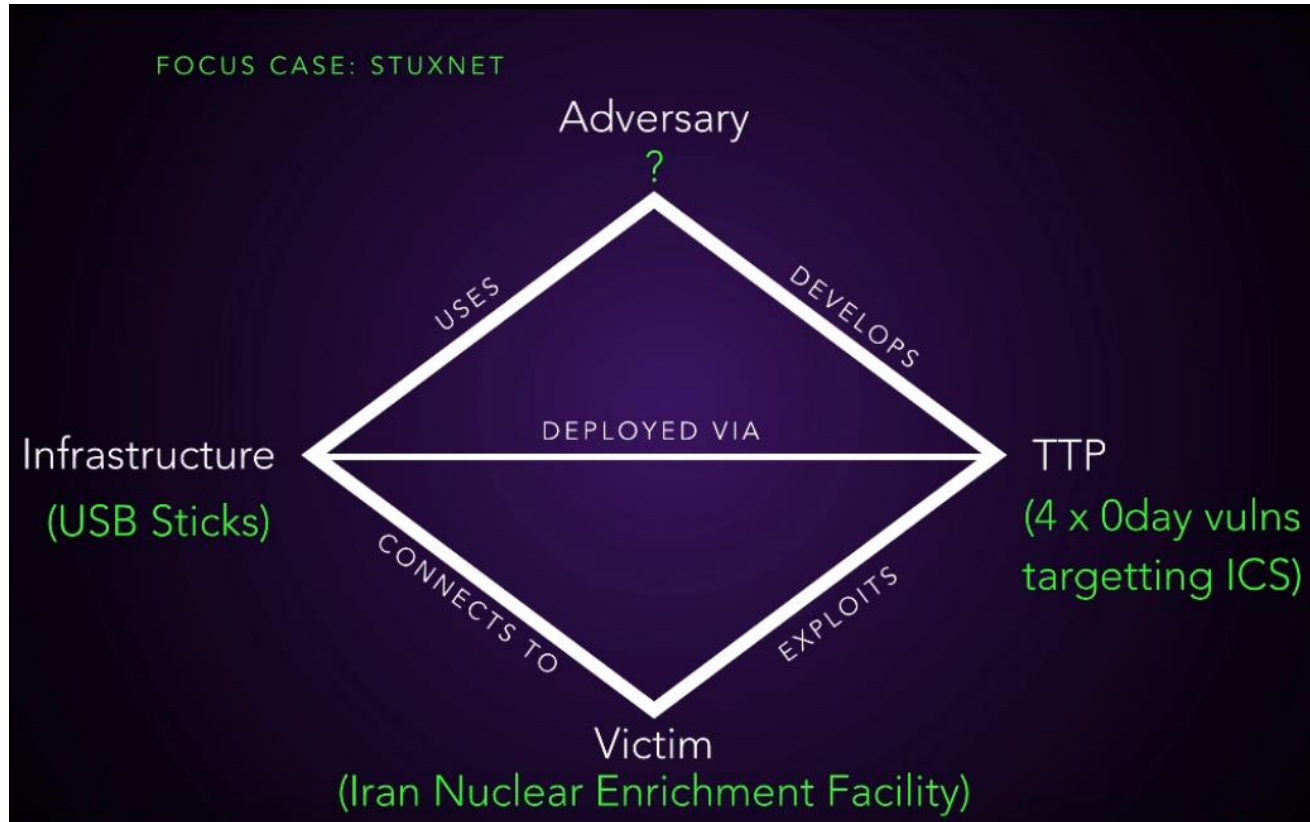 FOCUS CASE: STUXNET
Adversary
?
USES
DEVELOPS
DEPLOYED VIA
Infrastructure
(USB Sticks)
TTP
(4 x 0day vulns
targetting ICS)
CONNECTS TO
EXPLOITS
Victim
(Iran Nuclear Enrichment Facility)